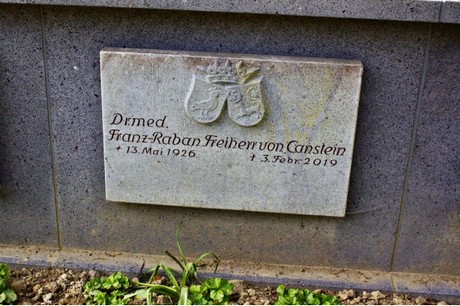 Dr.med.
Franz-Raban Freiherr von Canstein
* 13. Mai 1926 + 3. Febr. 2019